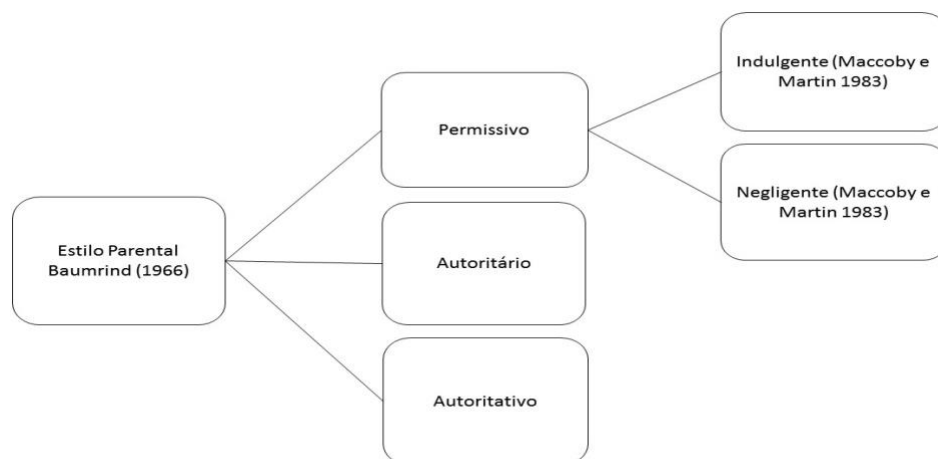 Estilo Parental
Baumrind (1966)
Permissivo
Autoritário
Autoritativo
Indulgente (Maccoby e
Martin 1983)
Negligente (Maccoby e
Martin 1983)